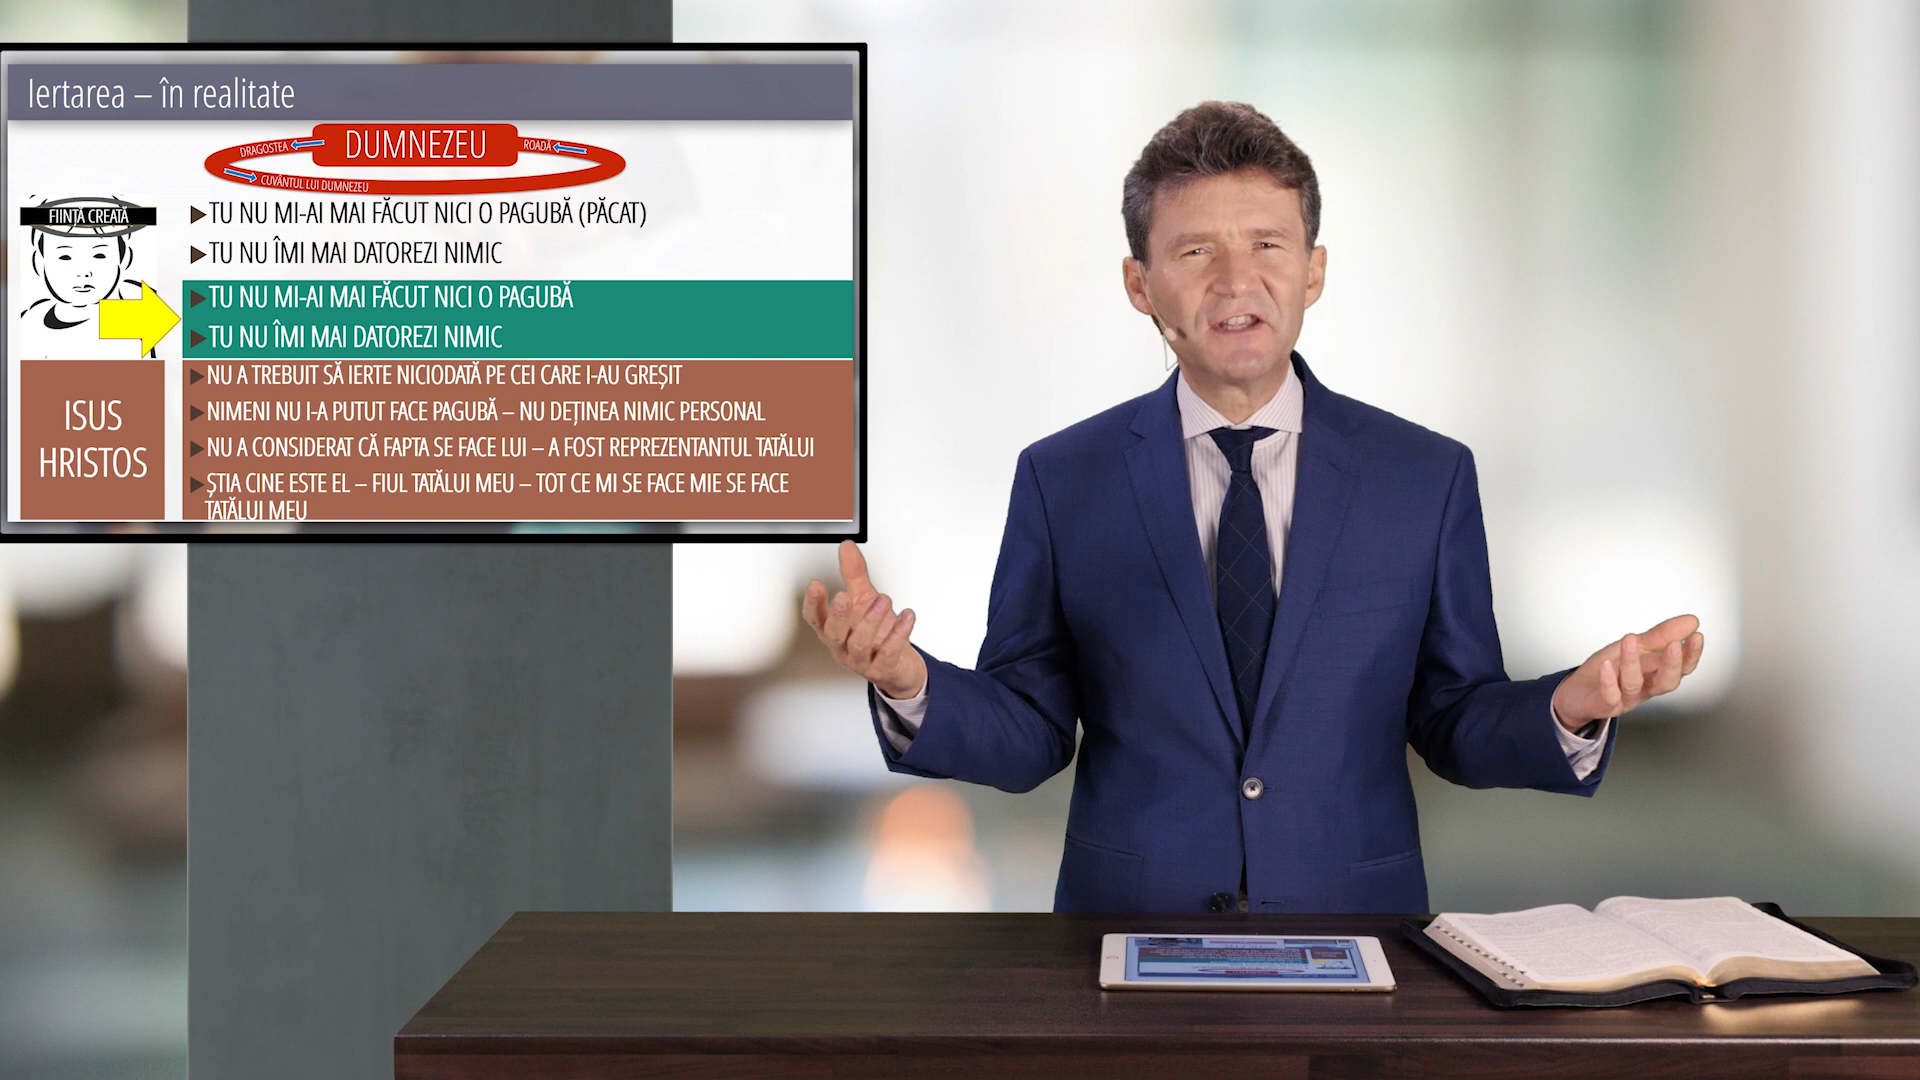 Iertarea – în realitate
DUMNEZEU
DRAGOSTEA
ROADĂ
CUVÂNTUL LUI DUMNEZEU
FIINȚĂ CREATĂ
TU NU MI-AI MAI FĂCUT NICI O PAGUBĂ (PĂCAT)
TU NU ÎMI MAI DATOREZI NIMIC
TU NU MI-AI MAI FĂCUT NICI O PAGUBĂ
TU NU ÎMI MAI DATOREZI NIMIC
ISUS
HRISTOS
NU A TREBUIT SĂ IERTE NICIODATĂ PE CEI CARE I-AU GREȘIT
NIMENI NU I-A PUTUT FACE PAGUBĂ – NU DEȚINEA NIMIC PERSONAL
NU A CONSIDERAT CĂ FAPTA SE FACE LUI – A FOST REPREZENTANTUL TATĂLUI
ȘTIA CINE ESTE EL – FIUL TATĂLUI MEU – TOT CE MI SE FACE MIE SE FACE
TATĂLUI MEU